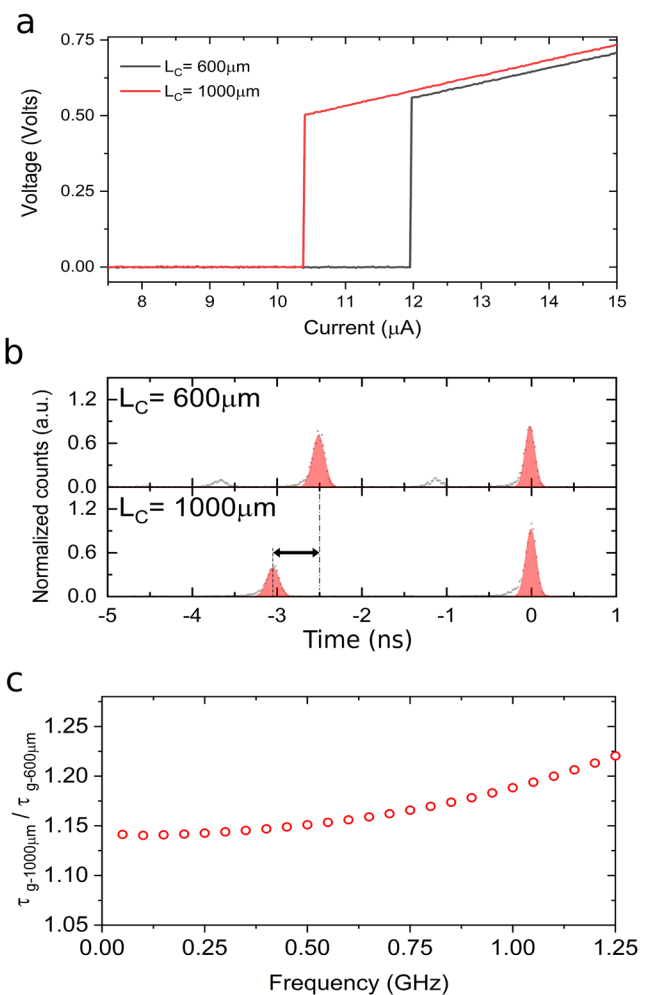 a
Voltage (Volts)
0.75
0.50
0.25
0.00
L_C= 600μm
L_C= 1000μm
8 9 10 11 12 13 14 15
Current (μA)
b
Normalized counts (a.u.)
1.2
0.6
0.0
L_C= 600μm
1.2
0.6
0.0
L_C= 1000μm
-5 -4 -3 -2 -1 0 1
Time (ns)
c
τ g-1000μm / τ g-600μm
1.25
1.20
1.15
1.10
1.05
0.00 0.25 0.50 0.75 1.00 1.25
Frequency (GHz)